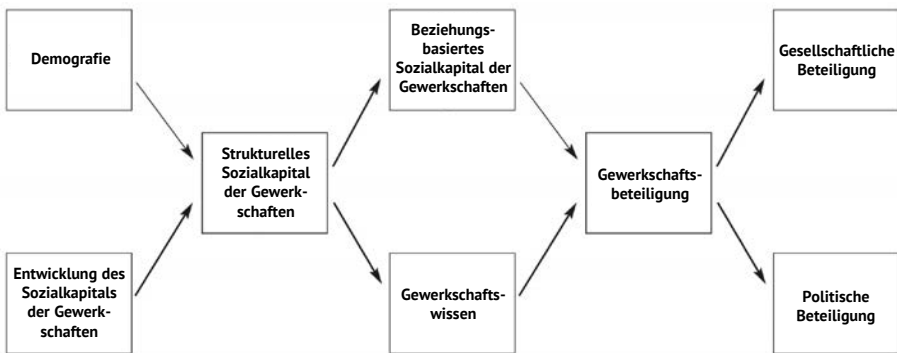 Demografie
Beziehungs-
basiertes
Sozialkapital der
Gewerkschaften
Gesellschaftliche
Beteiligung
Strukturelles
Sozialkapital
der Gewerk-
schaften
Gewerkschafts-
beteiligung
Entwicklung des
Sozialkapitals
der Gewerk-
schaften
Gewerkschafts-
wissen
Politische
Beteiligung